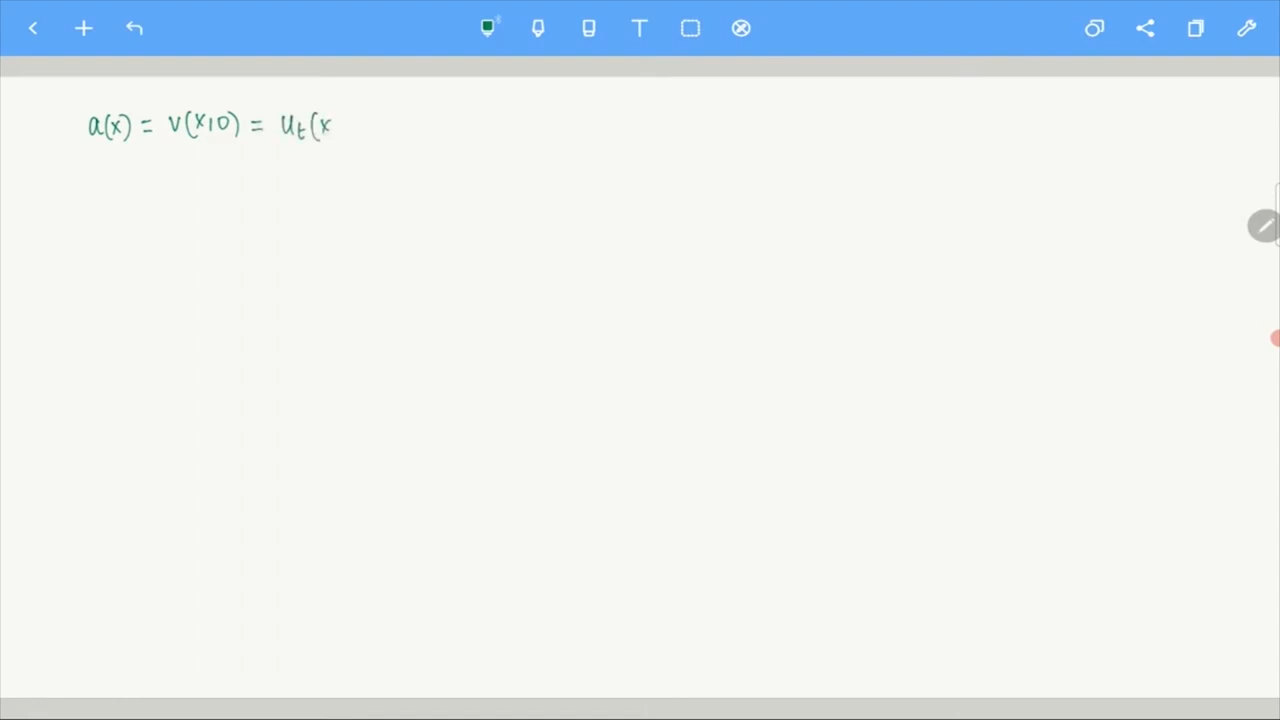 a(x) = v(x,0) = u_t(x